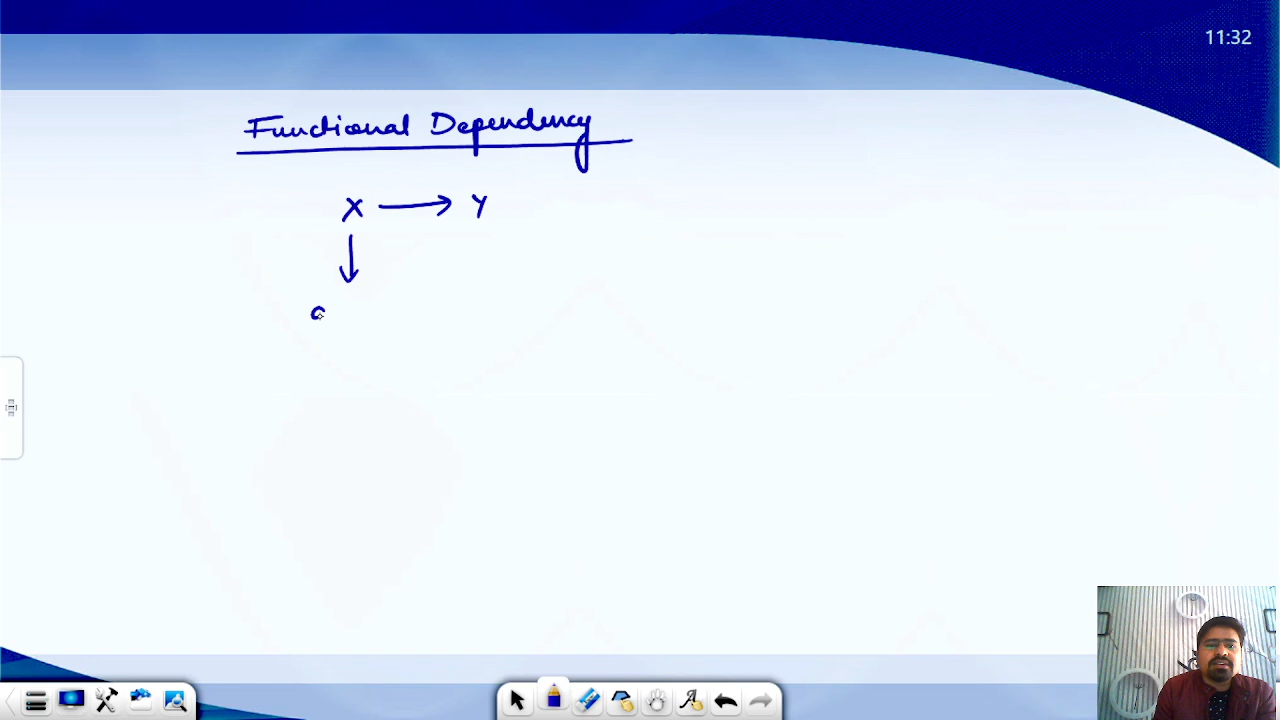 11:32
Functional Dependency
X → Y
↓